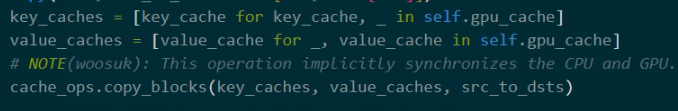 key_caches = [key_cache for key_cache, _ in self.gpu_cache]
value_caches = [value_cache for _, value_cache in self.gpu_cache]
# NOTE(woosuk): This operation implicitly synchronizes the CPU and GPU.
cache_ops.copy_blocks(key_caches, value_caches, src_to_dsts)